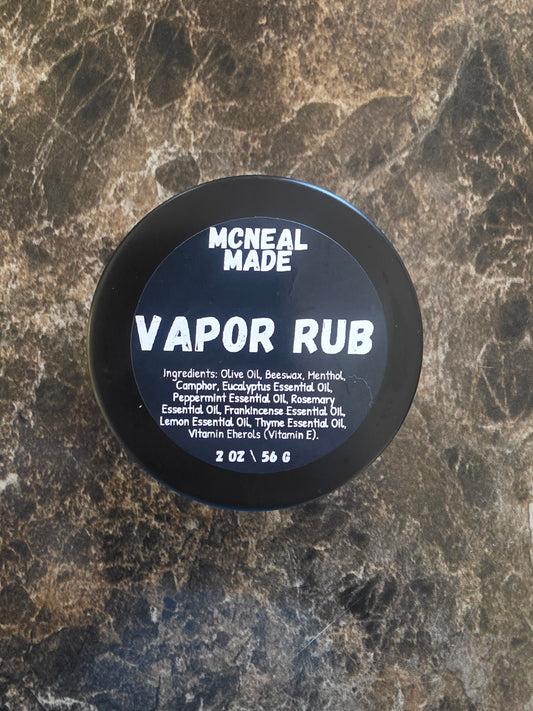 MCNEAL
MADE
VAPOR RUB
Ingredients: Olive Oil, Beeswax, Menthol,
Camphor, Eucalyptus Essential Oil,
Peppermint Essential Oil, Rosemary
Essential Oil, Frankincense Essential Oil,
Lemon Essential Oil, Thyme Essential Oil,
Vitamin Eherols (Vitamin E).
2 OZ \ 56 G